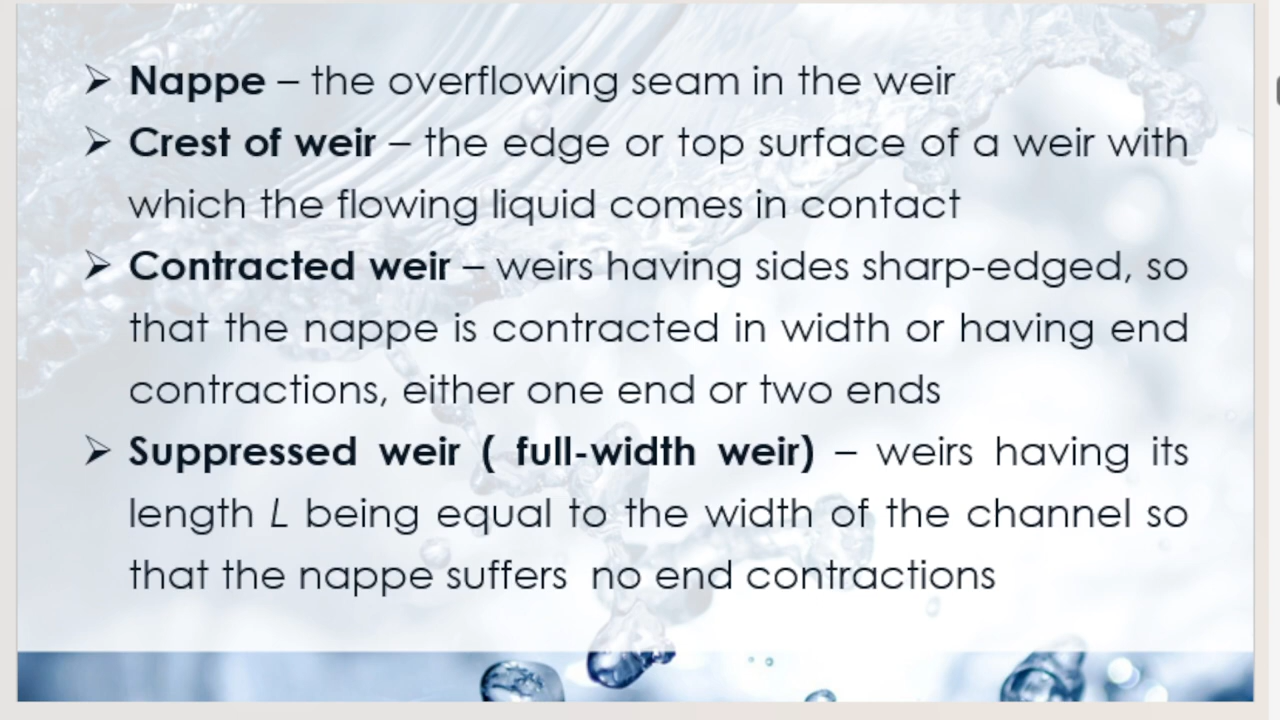 ➢ Nappe – the overflowing seam in the weir
➢ Crest of weir – the edge or top surface of a weir with
which the flowing liquid comes in contact
➢ Contracted weir – weirs having sides sharp-edged, so
that the nappe is contracted in width or having end
contractions, either one end or two ends
➢ Suppressed weir ( full-width weir) – weirs having its
length L being equal to the width of the channel so
that the nappe suffers  no end contractions